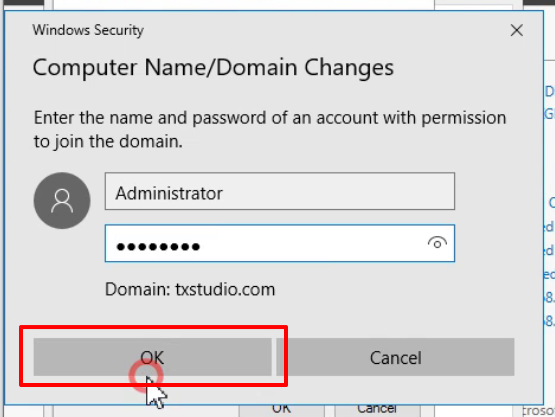 Windows Security
Computer Name/Domain Changes
Enter the name and password of an account with permission
to join the domain.
Administrator
Domain: txstudio.com
OK
Cancel
OK
Cancel